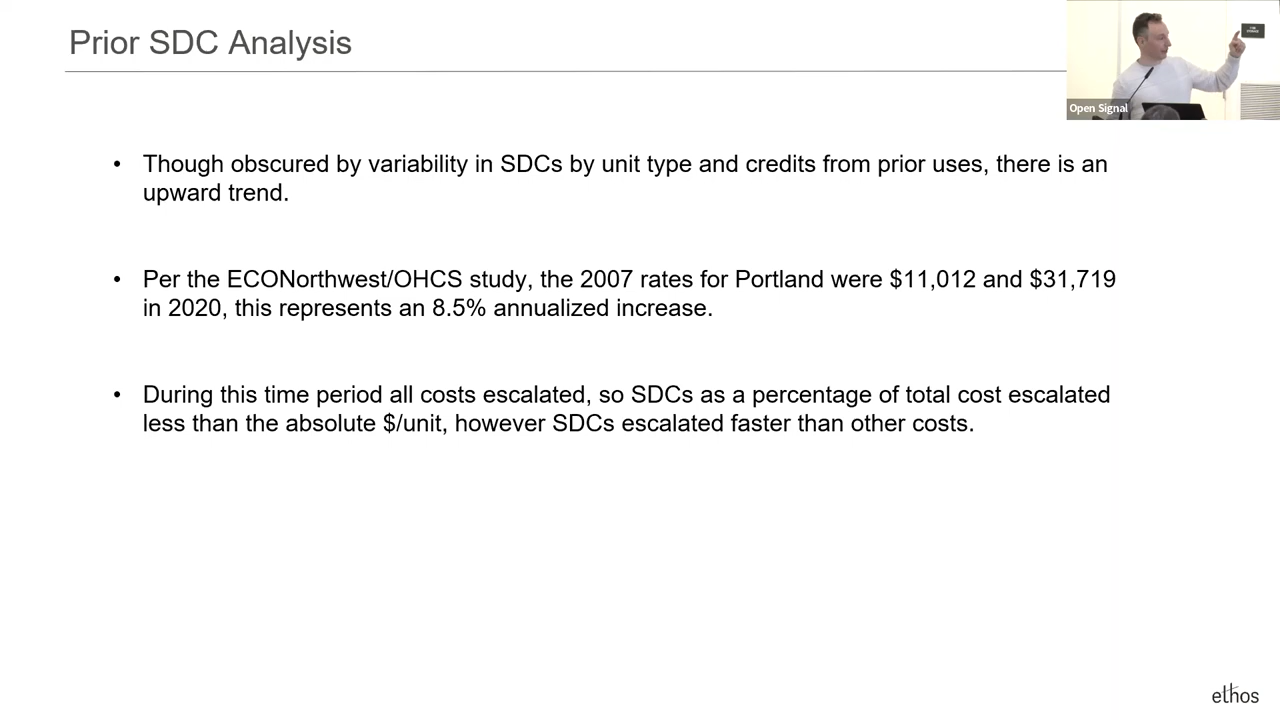 Prior SDC Analysis
Open Signal
• Though obscured by variability in SDCs by unit type and credits from prior uses, there is an
upward trend.
• Per the ECONorthwest/OHCS study, the 2007 rates for Portland were $11,012 and $31,719
in 2020, this represents an 8.5% annualized increase.
• During this time period all costs escalated, so SDCs as a percentage of total cost escalated
less than the absolute $/unit, however SDCs escalated faster than other costs.
ethos